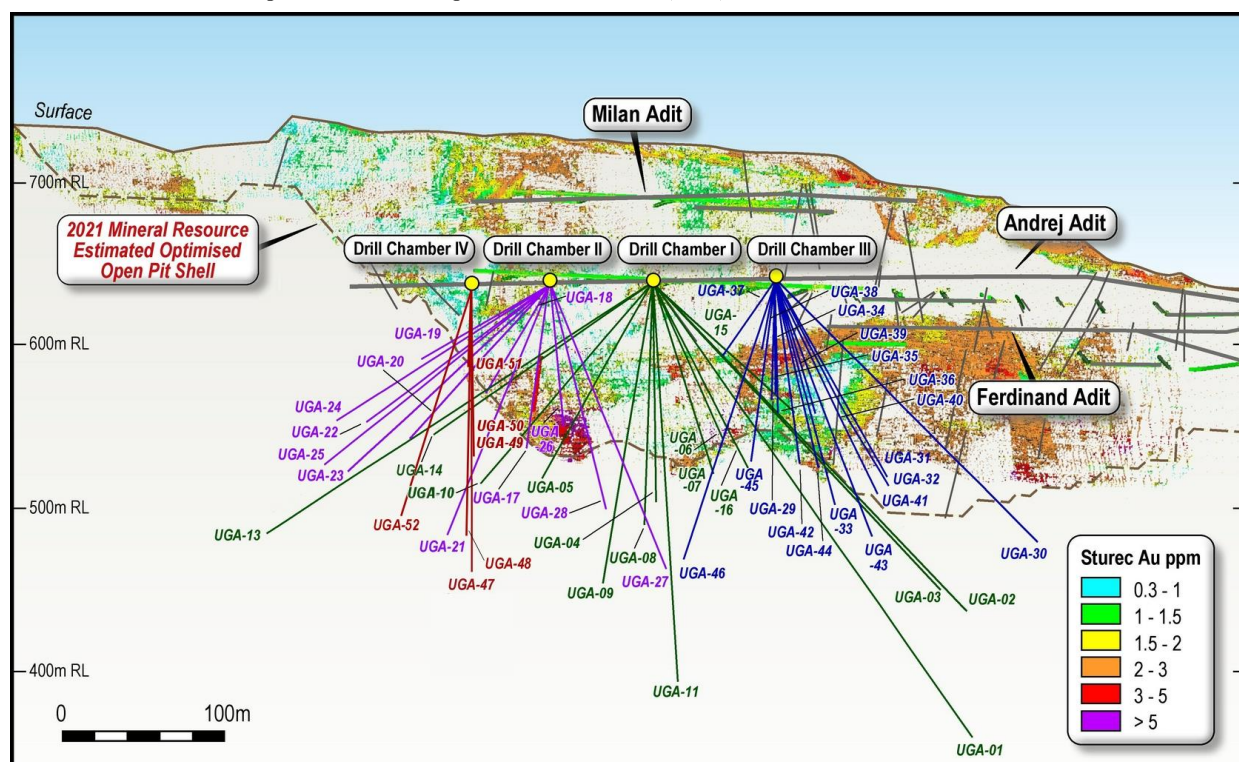 Surface
Milan Adit
700m RL
2021 Mineral Resource
Estimated Optimised
Open Pit Shell
Andrej Adit
Drill Chamber IV
Drill Chamber II
Drill Chamber I
Drill Chamber III
UGA-37
UGA-18
UGA-38
UGA-
15
UGA-34
UGA-19
UGA-39
600m RL
UGA-20
UGA-51
UGA-35
UGA-36
Ferdinand Adit
UGA-40
UGA-24
UGA-50
UGA-22
UGA
-26
UGA-49
UGA
-06
UGA-25
UGA-31
UGA-23
UGA-14
UGA
-07
UGA
-45
UGA-32
UGA-10
UGA-17
UGA-05
UGA
-16
UGA-41
500m RL
UGA-29
UGA-52
UGA-28
UGA
-33
UGA-13
UGA-21
UGA-04
UGA-42
UGA-44
UGA
-43
UGA-30
UGA-48
UGA-08
UGA-46
UGA-47
UGA-09
UGA-27
UGA-03
UGA-02
400m RL
UGA-11
UGA-01
0
100m
Sturec Au ppm
0.3 - 1
1 - 1.5
1.5 - 2
2 - 3
3 - 5
> 5